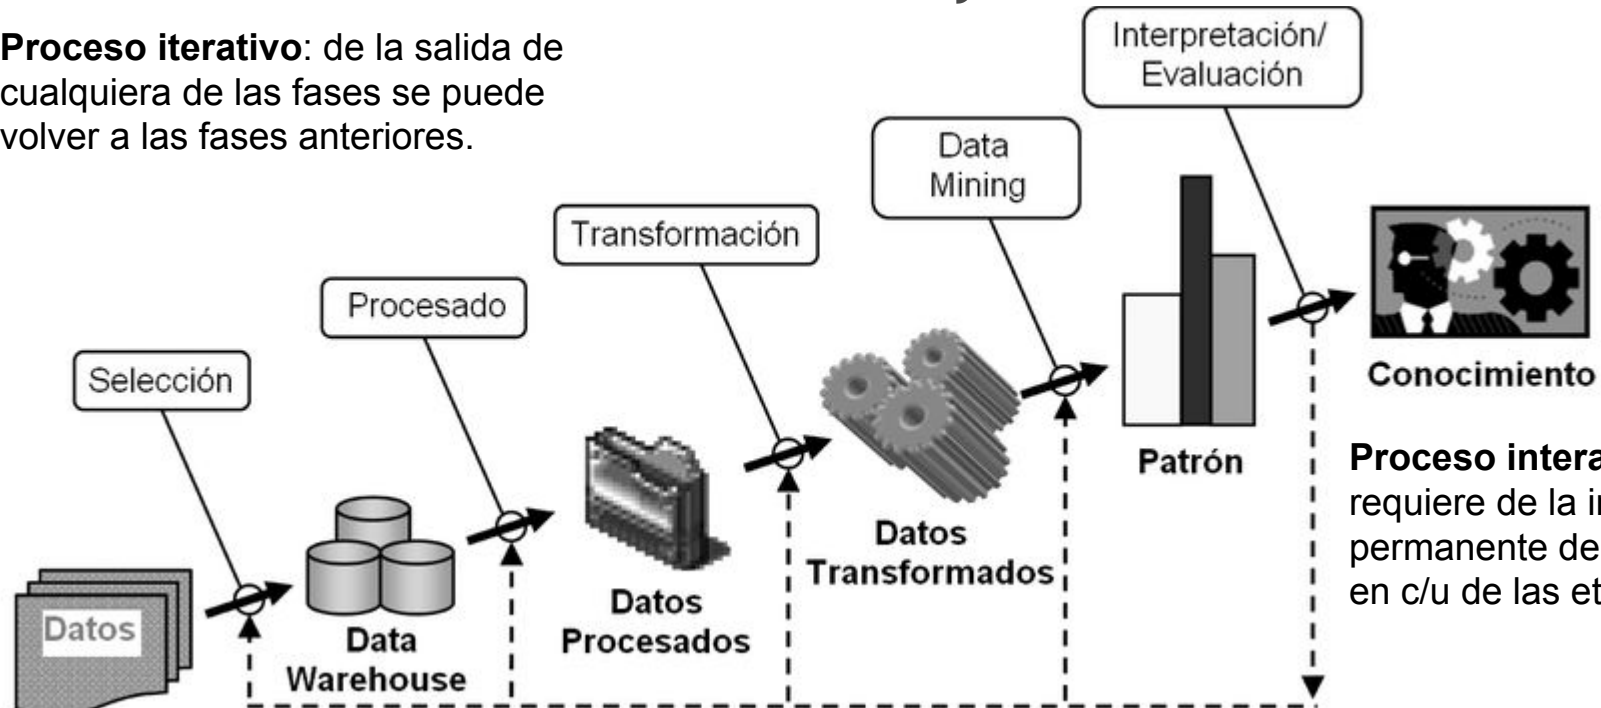 Proceso iterativo: de la salida de
cualquiera de las fases se puede
volver a las fases anteriores.
Interpretación/
Evaluación
Data
Mining
Transformación
Procesado
Selección
Datos
Data
Warehouse
Datos
Procesados
Datos
Transformados
Patrón
Conocimiento
Proceso
requiere de la
permanente de
en c/u de las